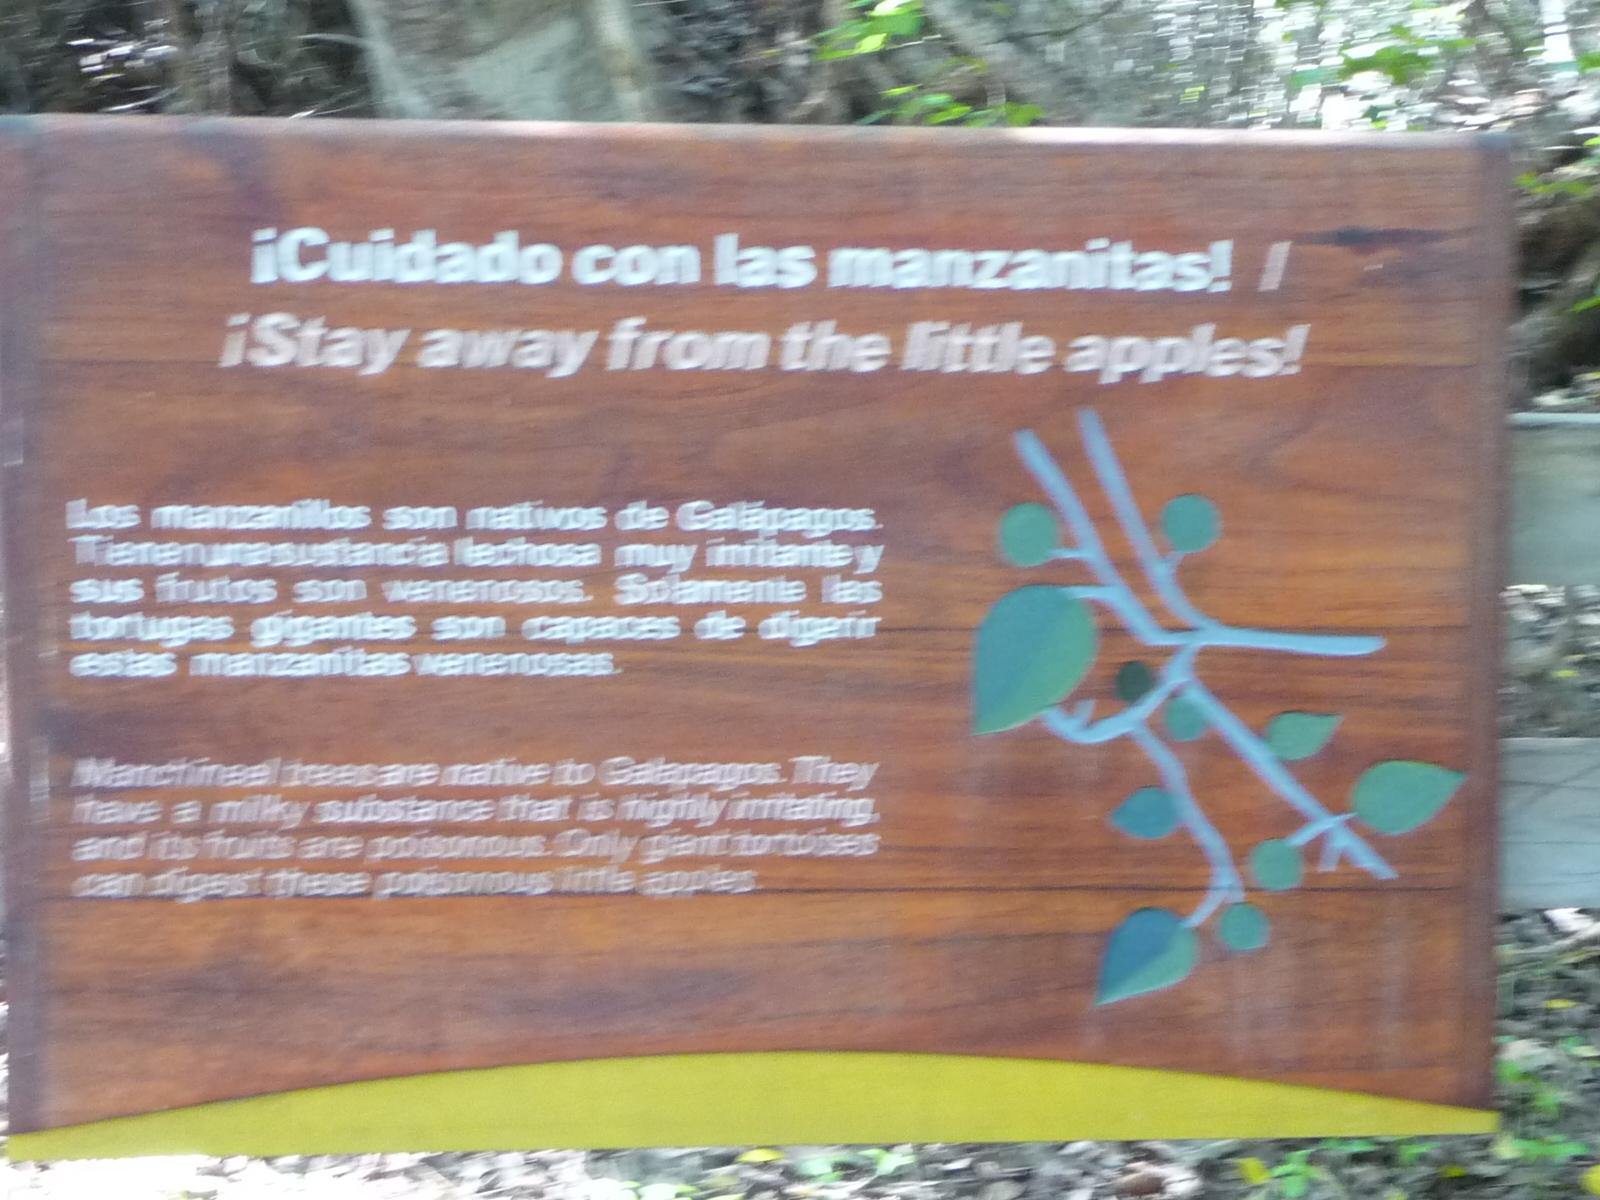 ¡Cuidado con las manzanitas! /
¡Stay away from the little apples!
Los manzanillos son nativos de Galápagos.
Tienen una sustancia lechosa muy irritante y
sus frutos son venenosos. Solamente las
tortugas gigantes son capaces de digerir
estas manzanitas venenosas.
Manchineel trees are native to Galapagos. They
have a milky substance that is highly irritating,
and its fruits are poisonous. Only giant tortoises
can digest these poisonous little apples.